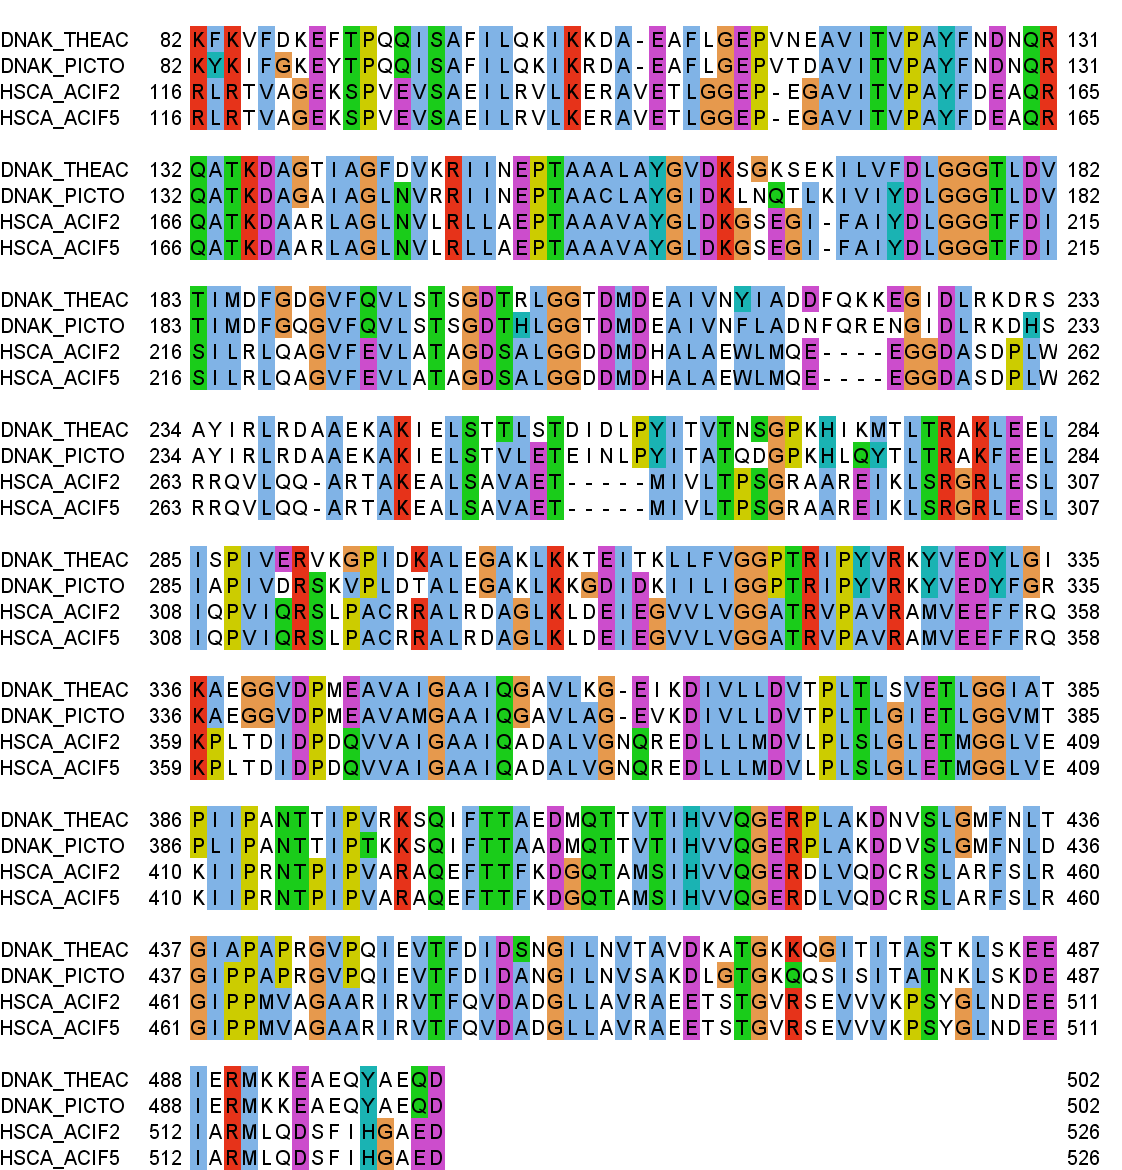 DNAK_THEAC 82 KFKVFDKEFTPQQISAFILQKIKKDA-EAFLGEPVNEAVITVPAYFNDNQR 131
DNAK_PICTO 82 KYKIFGKEYTPQQISAFILQKIKRDA-EAFLGEPVTDAVITVPAYFNDNQR 131
HSCA_ACIF2 116 RLRTVAGEKSPVEVSAEILRVLKERAVETLGGEP-EGAVITVPAYFDEAQR 165
HSCA_ACIF5 116 RLRTVAGEKSPVEVSAEILRVLKERAVETLGGEP-EGAVITVPAYFDEAQR 165
DNAK_THEAC 132 QATKDAGTIAGFDVKRIINEPTAAALAYGVDKSGKSEKILVFDLGGGTLDV 182
DNAK_PICTO 132 QATKDAGAIAGLNVRRIINEPTAACLAYGIDKLNQTLKIVIYDLGGGTLDV 182
HSCA_ACIF2 166 QATKDAARLAGLNVLRLLAEPTAAAVAYGLDKGSEGI-FAIYDLGGGTFDI 215
HSCA_ACIF5 166 QATKDAARLAGLNVLRLLAEPTAAAVAYGLDKGSEGI-FAIYDLGGGTFDI 215
DNAK_THEAC 183 TIMDFGDGVFQVLSTSGDTRLGGTDMDEAIVNYIADDFQKKEGIDLRKDRS 233
DNAK_PICTO 183 TIMDFGQGVFQVLSTSGDTHLGGTDMDEAIVNFLADNFQRENGIDLRKDHS 233
HSCA_ACIF2 216 SILRLQAGVFEVLATAGDSALGGDDMDHALAEWLMQE----EGGDASDPLW 262
HSCA_ACIF5 216 SILRLQAGVFEVLATAGDSALGGDDMDHALAEWLMQE----EGGDASDPLW 262
DNAK_THEAC 234 AYIRLRDAAEKAKIELSTTLSTDIDLPYITVTNSGPKHIKMTLTRAKLEEL 284
DNAK_PICTO 234 AYIRLRDAAEKAKIELSTVLETEINLPYITATQDGPKHLQYTLTRAKFEEL 284
HSCA_ACIF2 263 RRQVLQQ-ARTAKEALSAVAET-----MIVLTPSGRAAREIKLSRGRLESL 307
HSCA_ACIF5 263 RRQVLQQ-ARTAKEALSAVAET-----MIVLTPSGRAAREIKLSRGRLESL 307
DNAK_THEAC 285 ISPIVERVKGPIDKALEGAKLKKTEITKLLFVGGPTRIPYVRKYVEDYLGI 335
DNAK_PICTO 285 IAPIVDRSKVPLDTALEGAKLKKGDIDKIILIGGPTRIPYVRKYVEDYFGR 335
HSCA_ACIF2 308 IQPVIQRSLPACRRALRDAGLKLDEIEGVVLVGGATRVPAVRAMVEEFFRQ 358
HSCA_ACIF5 308 IQPVIQRSLPACRRALRDAGLKLDEIEGVVLVGGATRVPAVRAMVEEFFRQ 358
DNAK_THEAC 336 KAEGGVDPMEAVAIGAAIQGAVLKG-EIKDIVLLDVTPLTLSVETLGGIAT 385
DNAK_PICTO 336 KAEGGVDPMEAVAMGAAIQGAVLAG-EVKDIVLLDVTPLTLGIETLGGVMT 385
HSCA_ACIF2 359 KPLTDIDPDQVVAIGAAIQADALVGNQREDLLLMDVLPLSLGLETMGGLVE 409
HSCA_ACIF5 359 KPLTDIDPDQVVAIGAAIQADALVGNQREDLLLMDVLPLSLGLETMGGLVE 409
DNAK_THEAC 386 PIIPANTTIPVRKSQIFTTAEDMQTTVTIHVVQGERPLAKDNVSLGMFNLT 436
DNAK_PICTO 386 PLIPANTTIPTKKSQIFTTAADMQTTVTIHVVQGERPLAKDDVSLGMFNLD 436
HSCA_ACIF2 410 KIIPRNTPIPVARAQEFTTFKDGQTAMSIHVVQGERDLVQDCRSLARFSLR 460
HSCA_ACIF5 410 KIIPRNTPIPVARAQEFTTFKDGQTAMSIHVVQGERDLVQDCRSLARFSLR 460
DNAK_THEAC 437 GIAPAPRGVPQIEVTFDIDSNGILNVTAVDKATGKKQGITITASTKLSKEE 487
DNAK_PICTO 437 GIPPAPRGVPQIEVTFDIDANGILNVSAKDLGTGKQQSISITATNKLSKDE 487
HSCA_ACIF2 461 GIPPMVAGAARIRVTFQVDADGLLAVRAEETSTGVRSEVVVKPSYGLNDEE 511
HSCA_ACIF5 461 GIPPMVAGAARIRVTFQVDADGLLAVRAEETSTGVRSEVVVKPSYGLNDEE 511
DNAK_THEAC 488 IERMKKEAEQYAEQD 502
DNAK_PICTO 488 IERMKKEAEQYAEQD 502
HSCA_ACIF2 512 IARMLQDSFIHGAED 526
HSCA_ACIF5 512 IARMLQDSFIHGAED 526